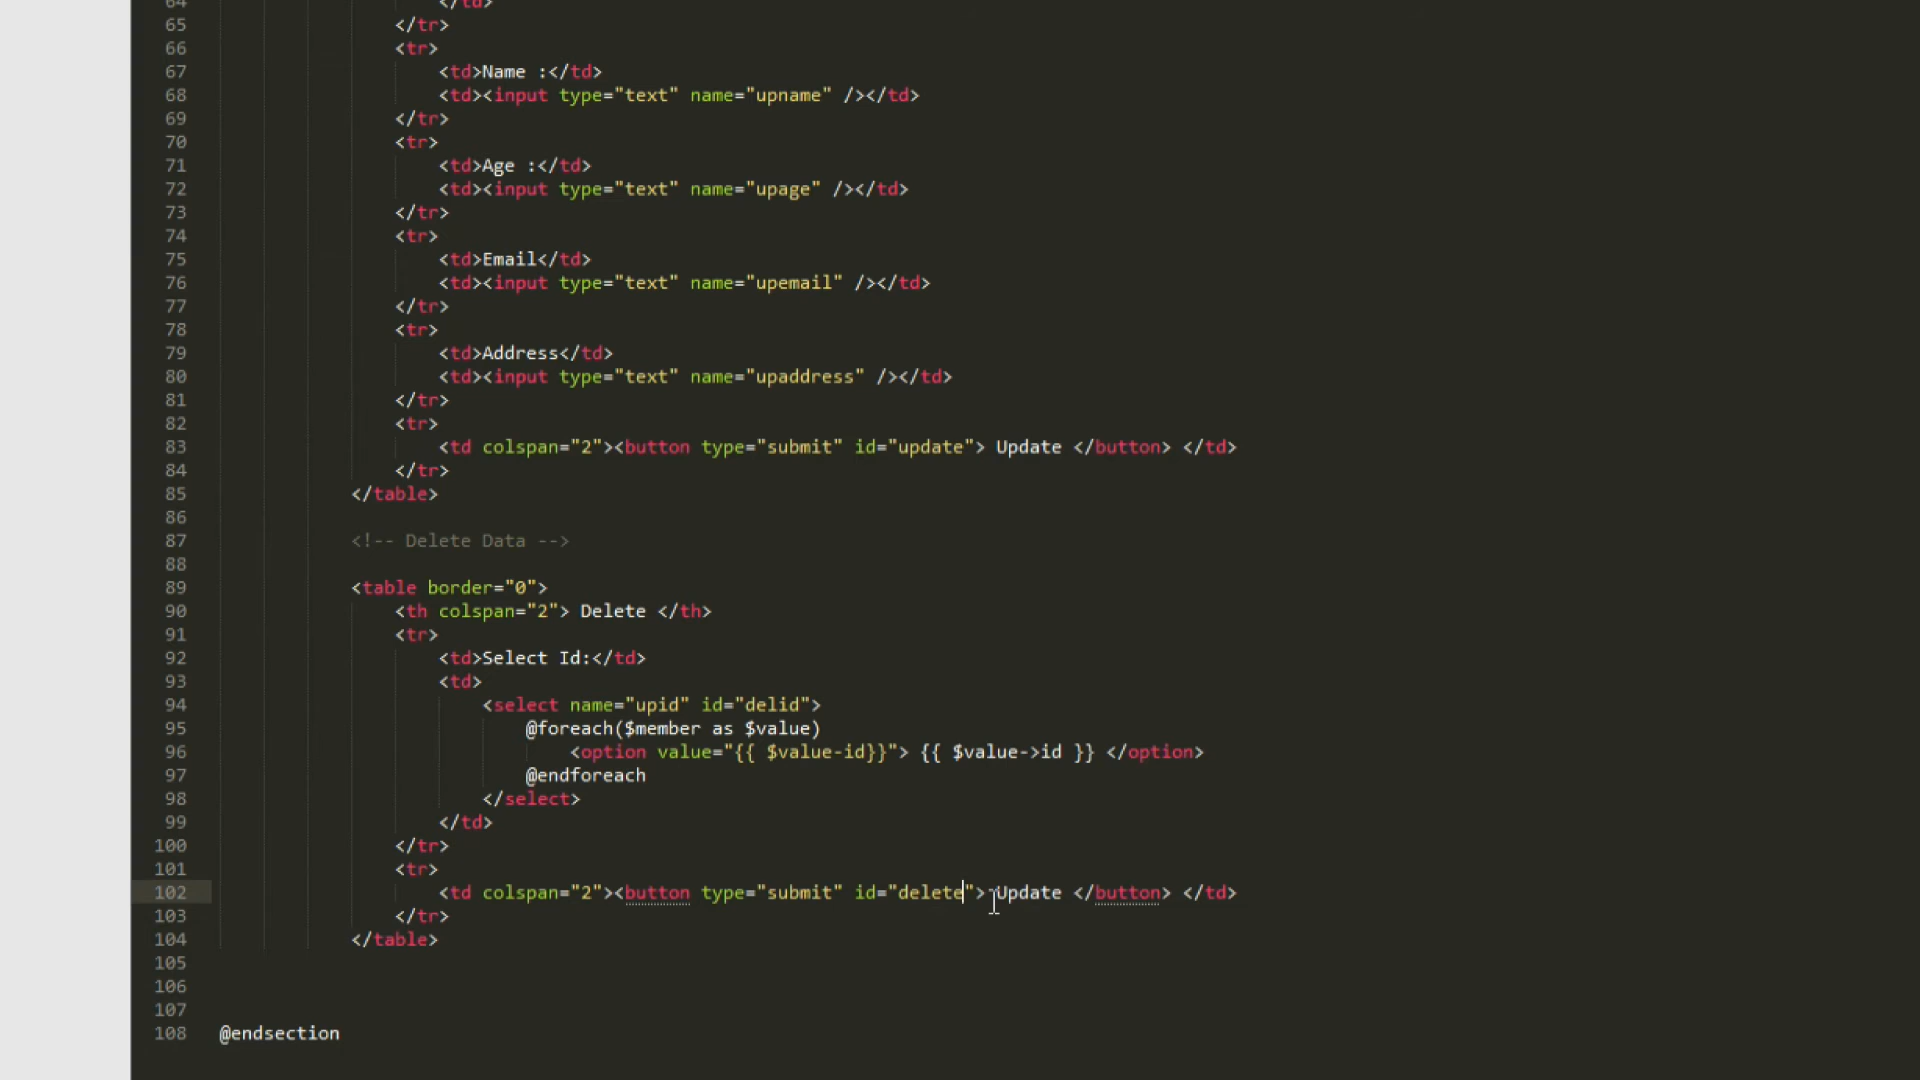 64 </td>
65 </tr>
66 <tr>
67 <td>Name :</td>
68 <td><input type="text" name="upname" /></td>
69 </tr>
70 <tr>
71 <td>Age :</td>
72 <td><input type="text" name="upage" /></td>
73 </tr>
74 <tr>
75 <td>Email</td>
76 <td><input type="text" name="upemail" /></td>
77 </tr>
78 <tr>
79 <td>Address</td>
80 <td><input type="text" name="upaddress" /></td>
81 </tr>
82 <tr>
83 <td colspan="2"><button type="submit" id="update"> Update </button> </td>
84 </tr>
85 </table>
86
87 <!-- Delete Data -->
88
89 <table border="0">
90 <th colspan="2"> Delete </th>
91 <tr>
92 <td>Select Id:</td>
93 <td>
94 <select name="upid" id="delid">
95 @foreach($member as $value)
96 <option value="{{ $value-id}}"> {{ $value->id }} </option>
97 @endforeach
98 </select>
99 </td>
100 </tr>
101 <tr>
102 <td colspan="2"><button type="submit" id="delete"> Update </button> </td>
103 </tr>
104 </table>
105
106
107
108 @endsection